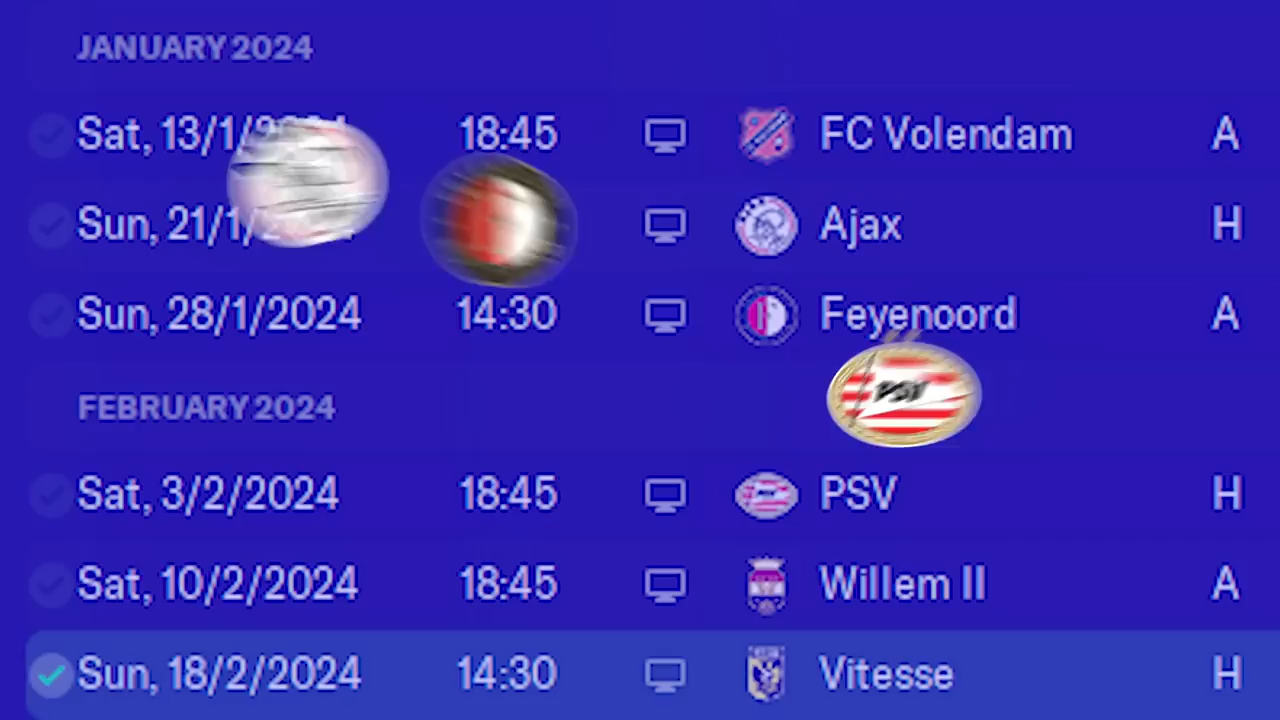 JANUARY 2024
Sat, 13/1/ 18:45 FC Volendam A
Sun, 21/1/ Ajax H
Sun, 28/1/2024 14:30 Feyenoord A
PSV
FEBRUARY 2024
Sat, 3/2/2024 18:45 PSV H
Sat, 10/2/2024 18:45 Willem II A
Sun, 18/2/2024 14:30 Vitesse H